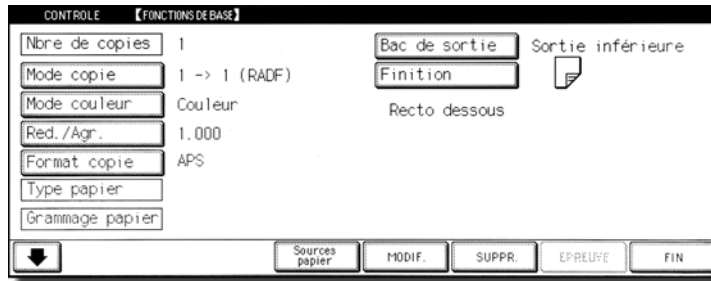 CONTROLE 【FONCTIONS DE BASE】
Nbre de copies 1 Bac de sortie Sortie inférieure
Mode copie 1 -> 1 (RADF) Finition
Mode couleur Couleur Recto dessous
Red./Agr. 1.000
Format copie APS
Type papier
Grammage papier
Sources papier MODIF. SUPPR. EPREUVE FIN